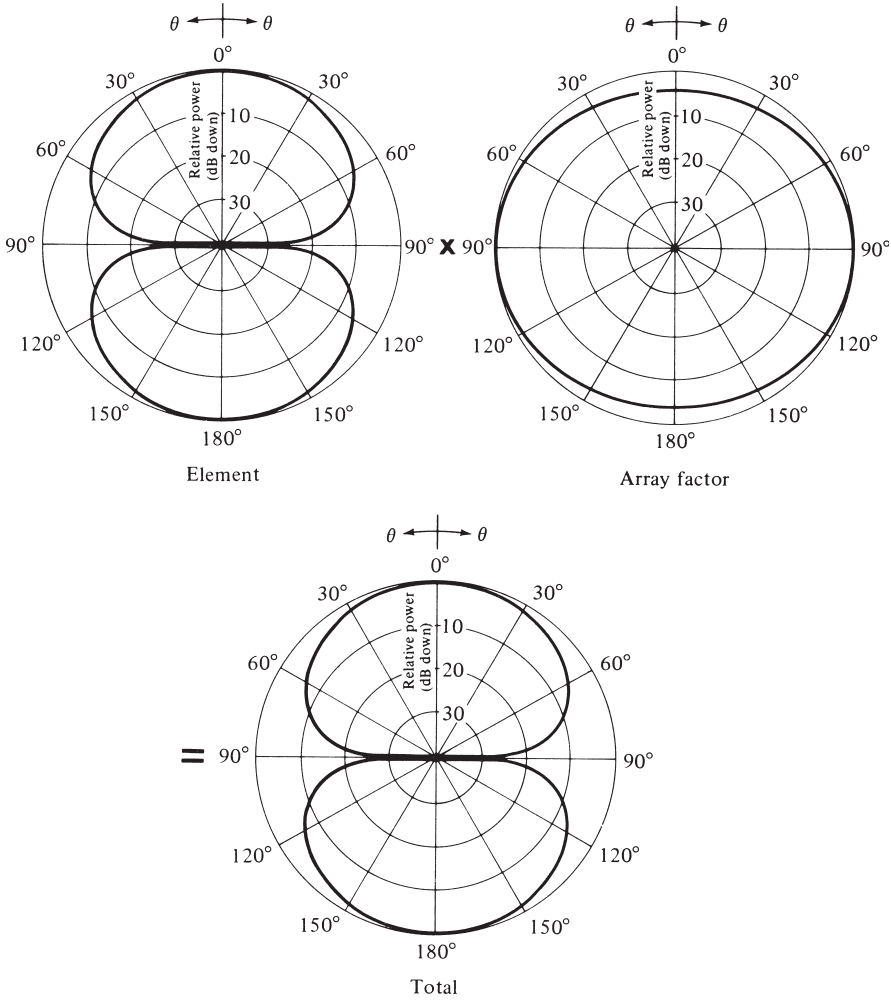 θ θ
0°
30° 30°
60° 60°
90° 90°
120° 120°
150° 150°
180°
Relative power
(dB down)
10
20
30
Element
x
θ θ
0°
30° 30°
60° 60°
90° 90°
120° 120°
150° 150°
180°
Relative power
(dB down)
10
20
30
Array factor
=
θ θ
0°
30° 30°
60° 60°
90° 90°
120° 120°
150° 150°
180°
Relative power
(dB down)
10
20
30
Total